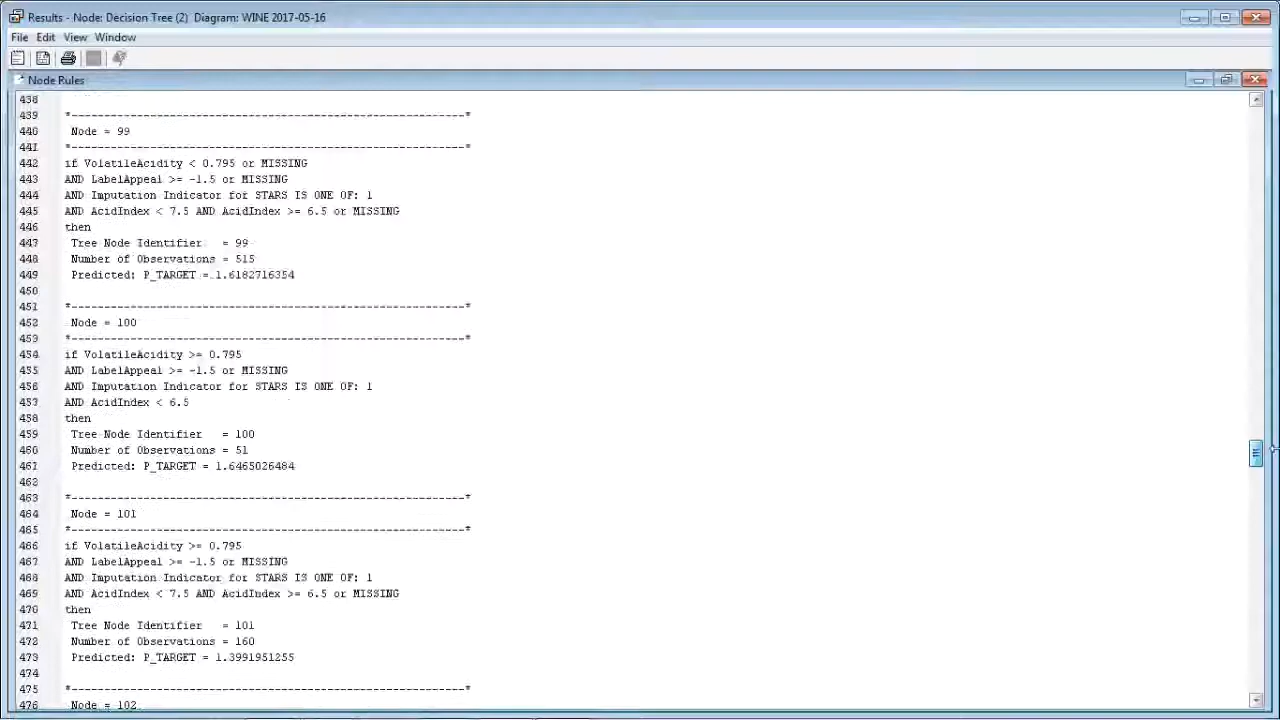 Results - Node: Decision Tree (2)  Diagram: WINE 2017-05-16
File Edit View Window
Node Rules
438
439 *------------------------------------------------------------*
440 Node = 99
441 *------------------------------------------------------------*
442 if VolatileAcidity < 0.795 or MISSING
443 AND LabelAppeal >= -1.5 or MISSING
444 AND Imputation Indicator for STARS IS ONE OF: 1
445 AND AcidIndex < 7.5 AND AcidIndex >= 6.5 or MISSING
446 then
447 Tree Node Identifier   = 99
448 Number of Observations = 515
449 Predicted: P_TARGET = 1.6182716354
450
451 *------------------------------------------------------------*
452 Node = 100
453 *------------------------------------------------------------*
454 if VolatileAcidity >= 0.795
455 AND LabelAppeal >= -1.5 or MISSING
456 AND Imputation Indicator for STARS IS ONE OF: 1
457 AND AcidIndex < 6.5
458 then
459 Tree Node Identifier   = 100
460 Number of Observations = 51
461 Predicted: P_TARGET = 1.6465026484
462
463 *------------------------------------------------------------*
464 Node = 101
465 *------------------------------------------------------------*
466 if VolatileAcidity >= 0.795
467 AND LabelAppeal >= -1.5 or MISSING
468 AND Imputation Indicator for STARS IS ONE OF: 1
469 AND AcidIndex < 7.5 AND AcidIndex >= 6.5 or MISSING
470 then
471 Tree Node Identifier   = 101
472 Number of Observations = 160
473 Predicted: P_TARGET = 1.3991951255
474
475 *------------------------------------------------------------*
476 Node = 102